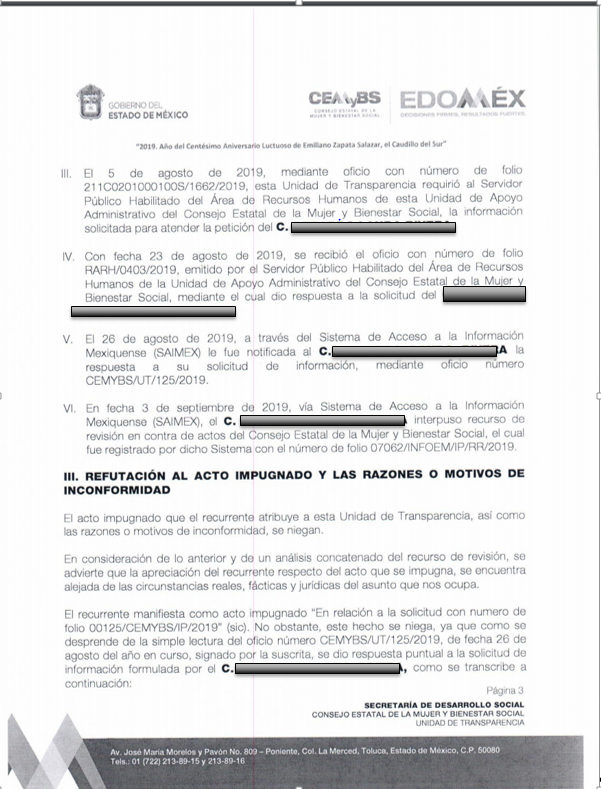 GOBIERNO DEL
ESTADO DE MÉXICO
CEMyBS
CONSEJO ESTATAL DE LA
MUJER Y BIENESTAR SOCIAL
EDOMÉX
DECISIONES FIRMES, RESULTADOS FUERTES.
"2019. Año del Centésimo Aniversario Luctuoso de Emiliano Zapata Salazar, el Caudillo del Sur"
III. El 5 de agosto de 2019, mediante oficio con número de folio
211C0201000100S/1662/2019, esta Unidad de Transparencia requirió al Servidor
Público Habilitado del Área de Recursos Humanos de esta Unidad de Apoyo
Administrativo del Consejo Estatal de la Mujer y Bienestar Social, la información
solicitada para atender la petición del C.
IV. Con fecha 23 de agosto de 2019, se recibió el oficio con número de folio
RARH/0403/2019, emitido por el Servidor Público Habilitado del Área de Recursos
Humanos de la Unidad de Apoyo Administrativo del Consejo Estatal de la Mujer y
Bienestar Social, mediante el cual dio respuesta a la solicitud del
V. El 26 de agosto de 2019, a través del Sistema de Acceso a la Información
Mexiquense (SAIMEX) le fue notificada al C. A la
respuesta a su solicitud de información, mediante oficio número
CEMYBS/UT/125/2019.
VI. En fecha 3 de septiembre de 2019, vía Sistema de Acceso a la Información
Mexiquense (SAIMEX), el C. interpuso recurso de
revisión en contra de actos del Consejo Estatal de la Mujer y Bienestar Social, el cual
fue registrado por dicho Sistema con el número de folio 07062/INFOEM/IP/RR/2019.
III. REFUTACIÓN AL ACTO IMPUGNADO Y LAS RAZONES O MOTIVOS DE
INCONFORMIDAD
El acto impugnado que el recurrente atribuye a esta Unidad de Transparencia, así como
las razones o motivos de inconformidad, se niegan.
En consideración de lo anterior y de un análisis concatenado del recurso de revisión, se
advierte que la apreciación del recurrente respecto del acto que se impugna, se encuentra
alejada de las circunstancias reales, fácticas y jurídicas del asunto que nos ocupa.
El recurrente manifiesta como acto impugnado "En relación a la solicitud con numero de
folio 00125/CEMYBS/IP/2019" (sic). No obstante, este hecho se niega, ya que como se
desprende de la simple lectura del oficio número CEMYBS/UT/125/2019, de fecha 26 de
agosto del año en curso, signado por la suscrita, se dio respuesta puntual a la solicitud de
información formulada por el C. A, como se transcribe a
continuación:
Página 3
SECRETARÍA DE DESARROLLO SOCIAL
CONSEJO ESTATAL DE LA MUJER Y BIENESTAR SOCIAL
UNIDAD DE TRANSPARENCIA
Av. José María Morelos y Pavón No. 809 – Poniente, Col. La Merced, Toluca, Estado de México, C.P. 50080
Tels.: 01 (722) 213-89-15 y 213-89-16